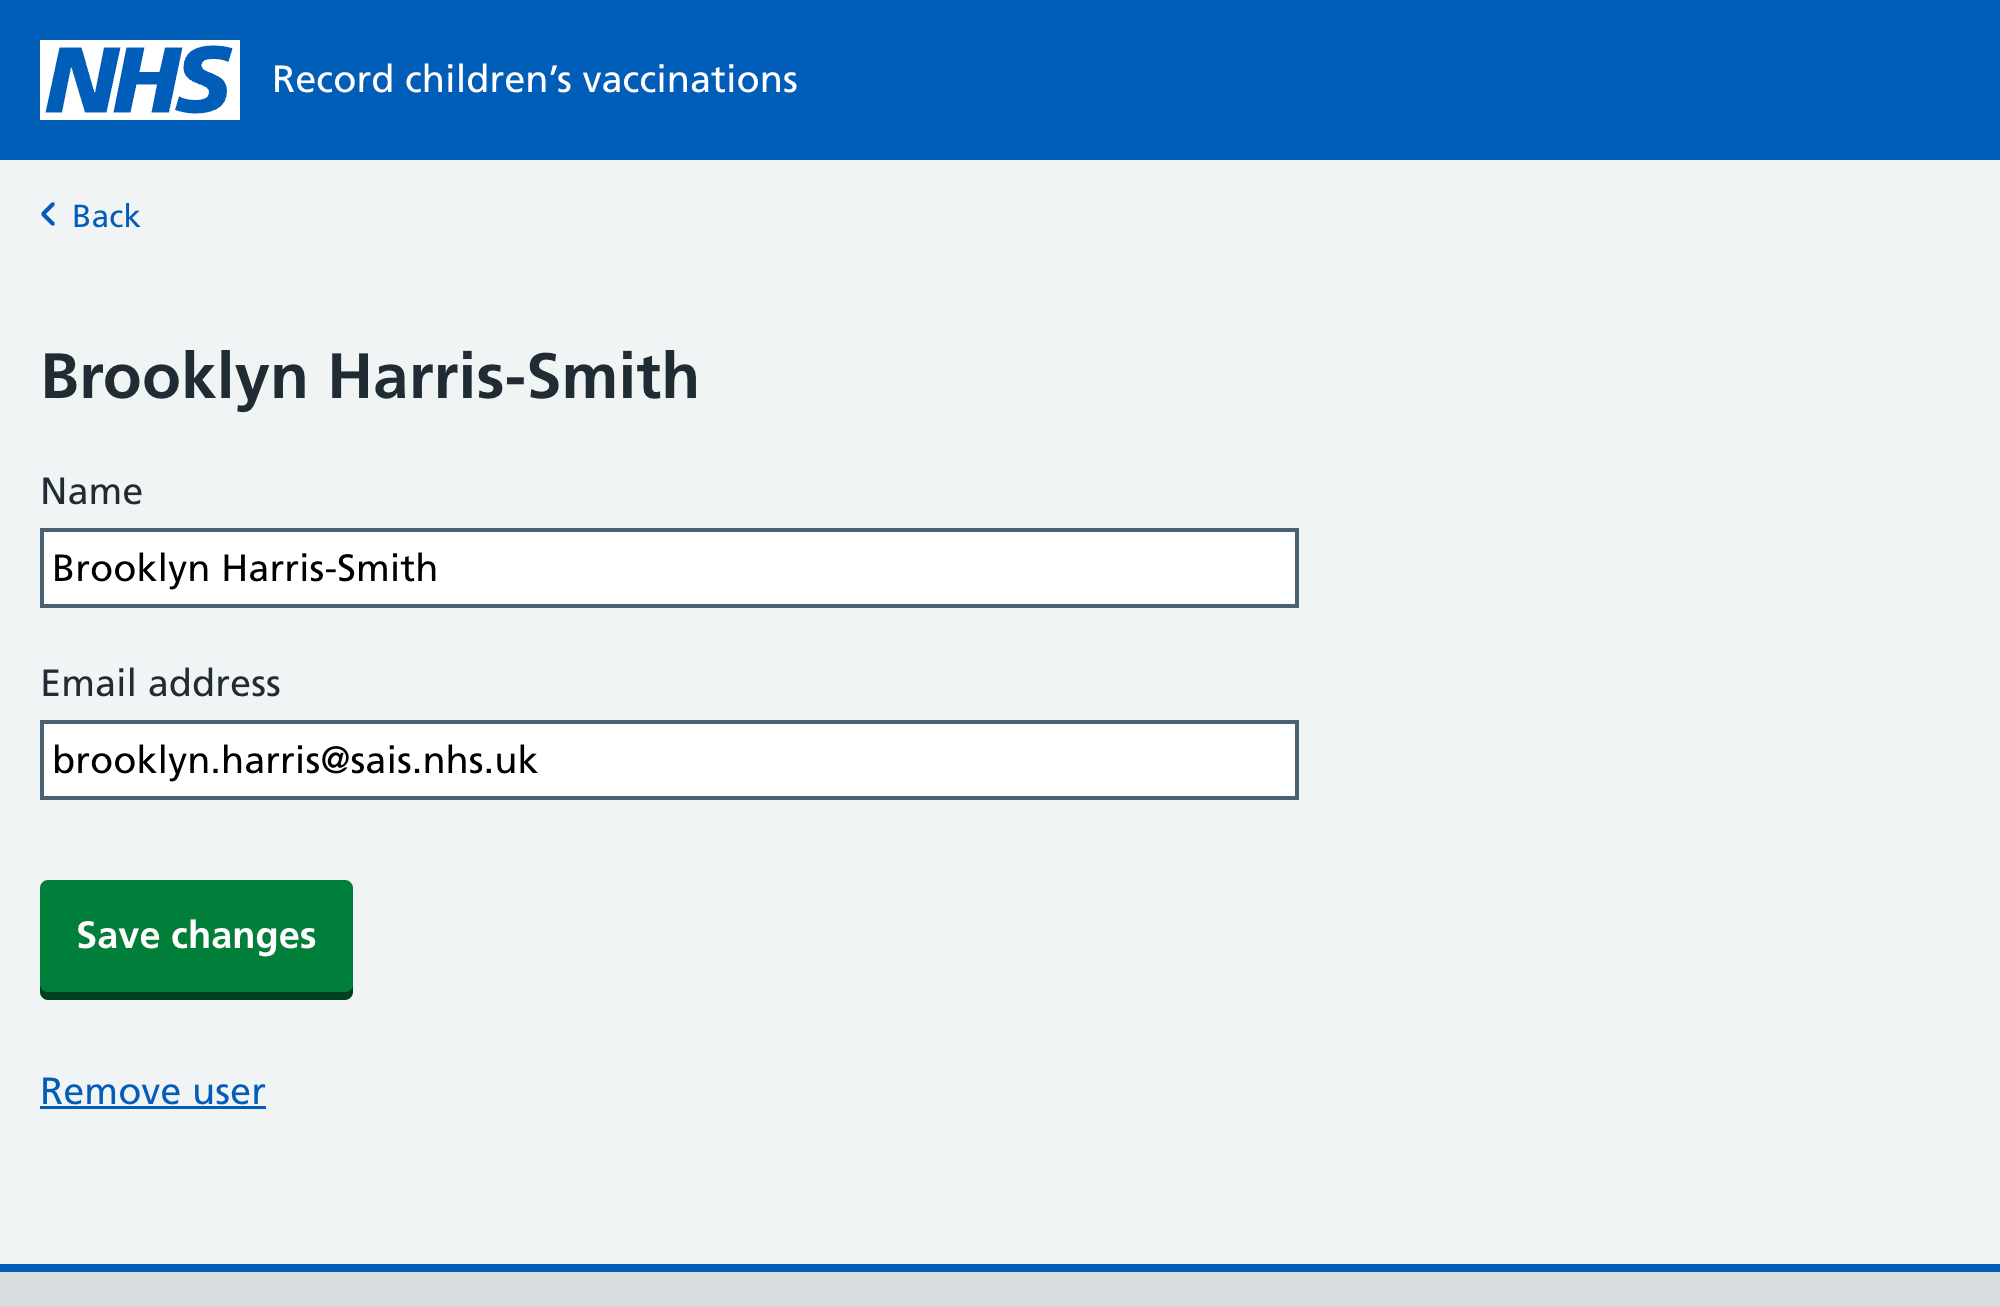 NHS Record children’s vaccinations
Back
Brooklyn Harris-Smith
Name
Brooklyn Harris-Smith
Email address
brooklyn.harris@sais.nhs.uk
Save changes
Remove user